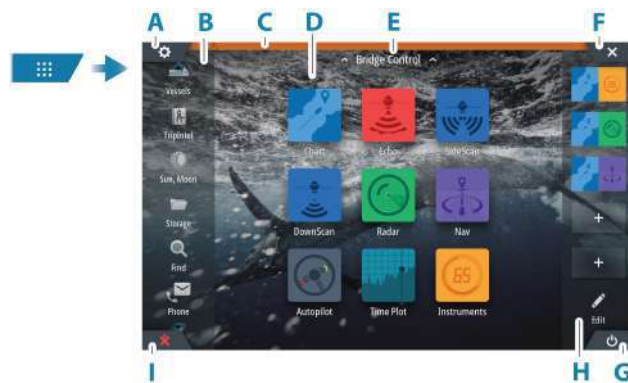 A
B
C
D
E
F
Bridge Control
Vessels
TripIntel
Sun, Moon
Storage
Find
Phone
Chart
Echo
SideScan
DownScan
Radar
Nav
Autopilot
Time Plot
65
Instruments
+
+
Edit
I
H
G